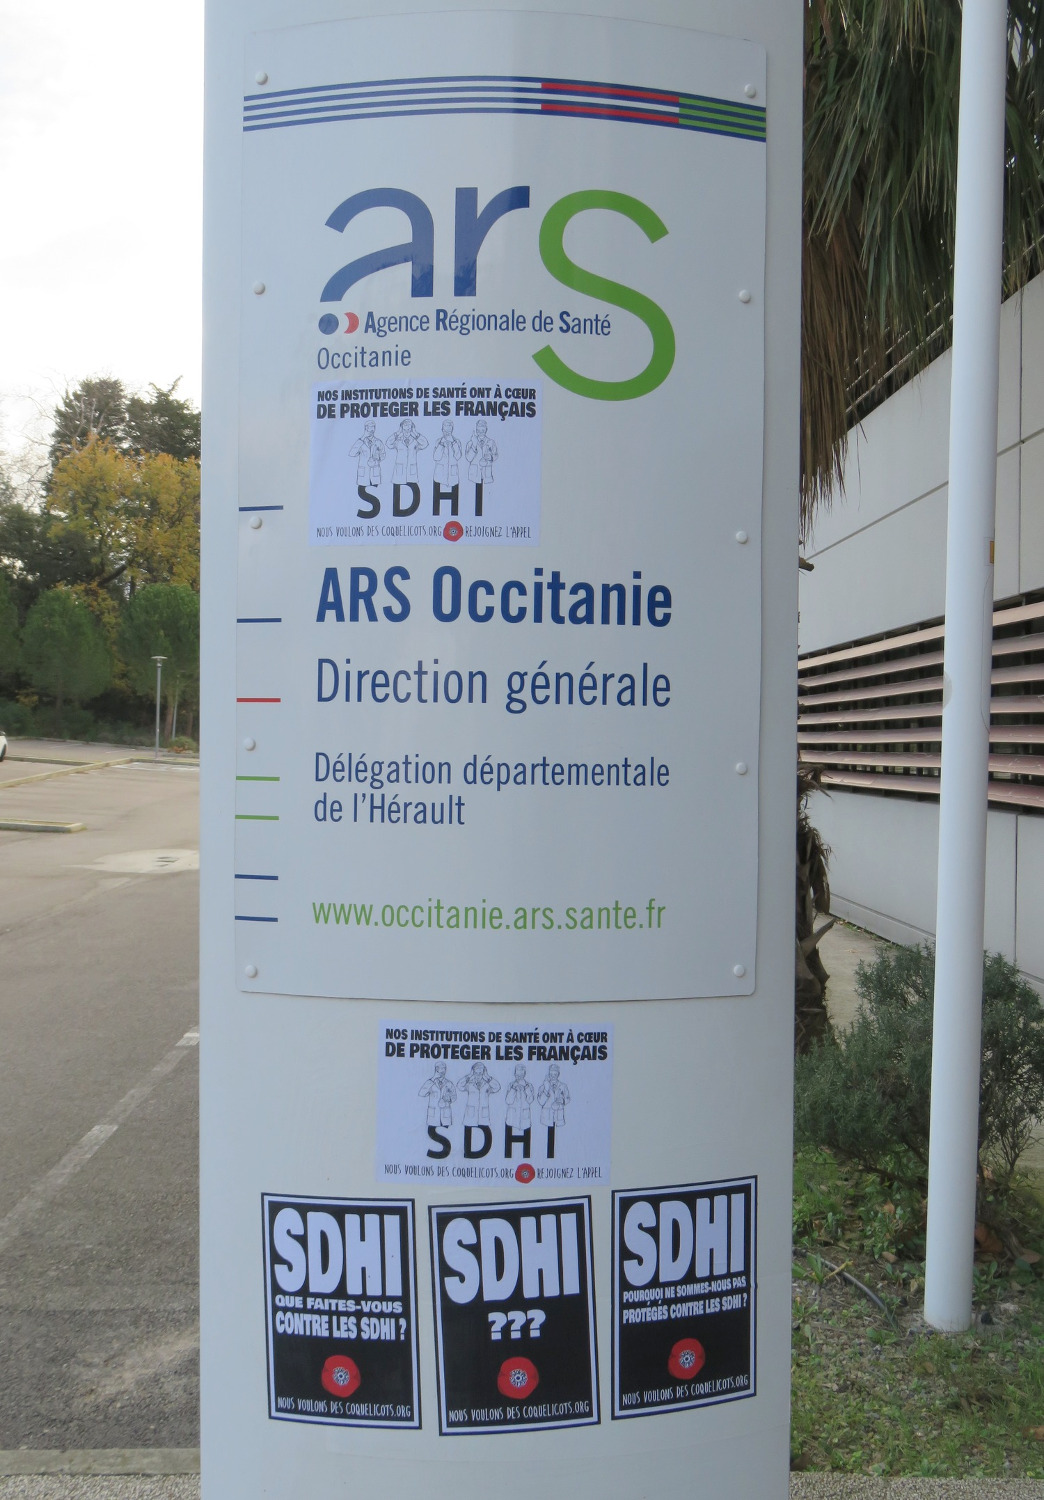 ars
Agence Régionale de Santé
Occitanie
NOS INSTITUTIONS DE SANTÉ ONT À CŒUR
DE PROTEGER LES FRANÇAIS
SDHI
NOUS VOULONS DES COQUELICOTS.ORG REJOIGNEZ L'APPEL
ARS Occitanie
Direction générale
Délégation départementale
de l'Hérault
www.occitanie.ars.sante.fr
NOS INSTITUTIONS DE SANTÉ ONT À CŒUR
DE PROTEGER LES FRANÇAIS
SDHI
NOUS VOULONS DES COQUELICOTS.ORG REJOIGNEZ L'APPEL
SDHI
QUE FAITES-VOUS
CONTRE LES SDHI ?
NOUS VOULONS DES COQUELICOTS.ORG
SDHI
???
NOUS VOULONS DES COQUELICOTS.ORG
SDHI
POURQUOI NE SOMMES-NOUS PAS
PROTÉGÉS CONTRE LES SDHI ?
NOUS VOULONS DES COQUELICOTS.ORG